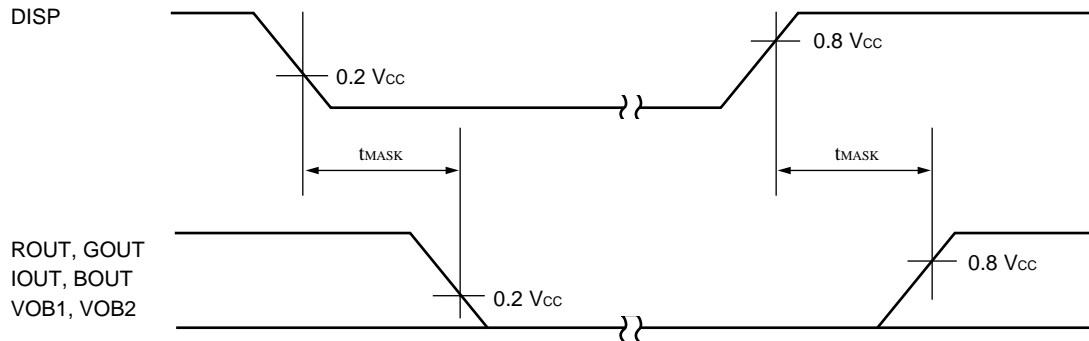 DISP
0.2 VCC
0.8 VCC
tMASK
tMASK
ROUT, GOUT
IOUT, BOUT
VOB1, VOB2
0.2 VCC
0.8 VCC